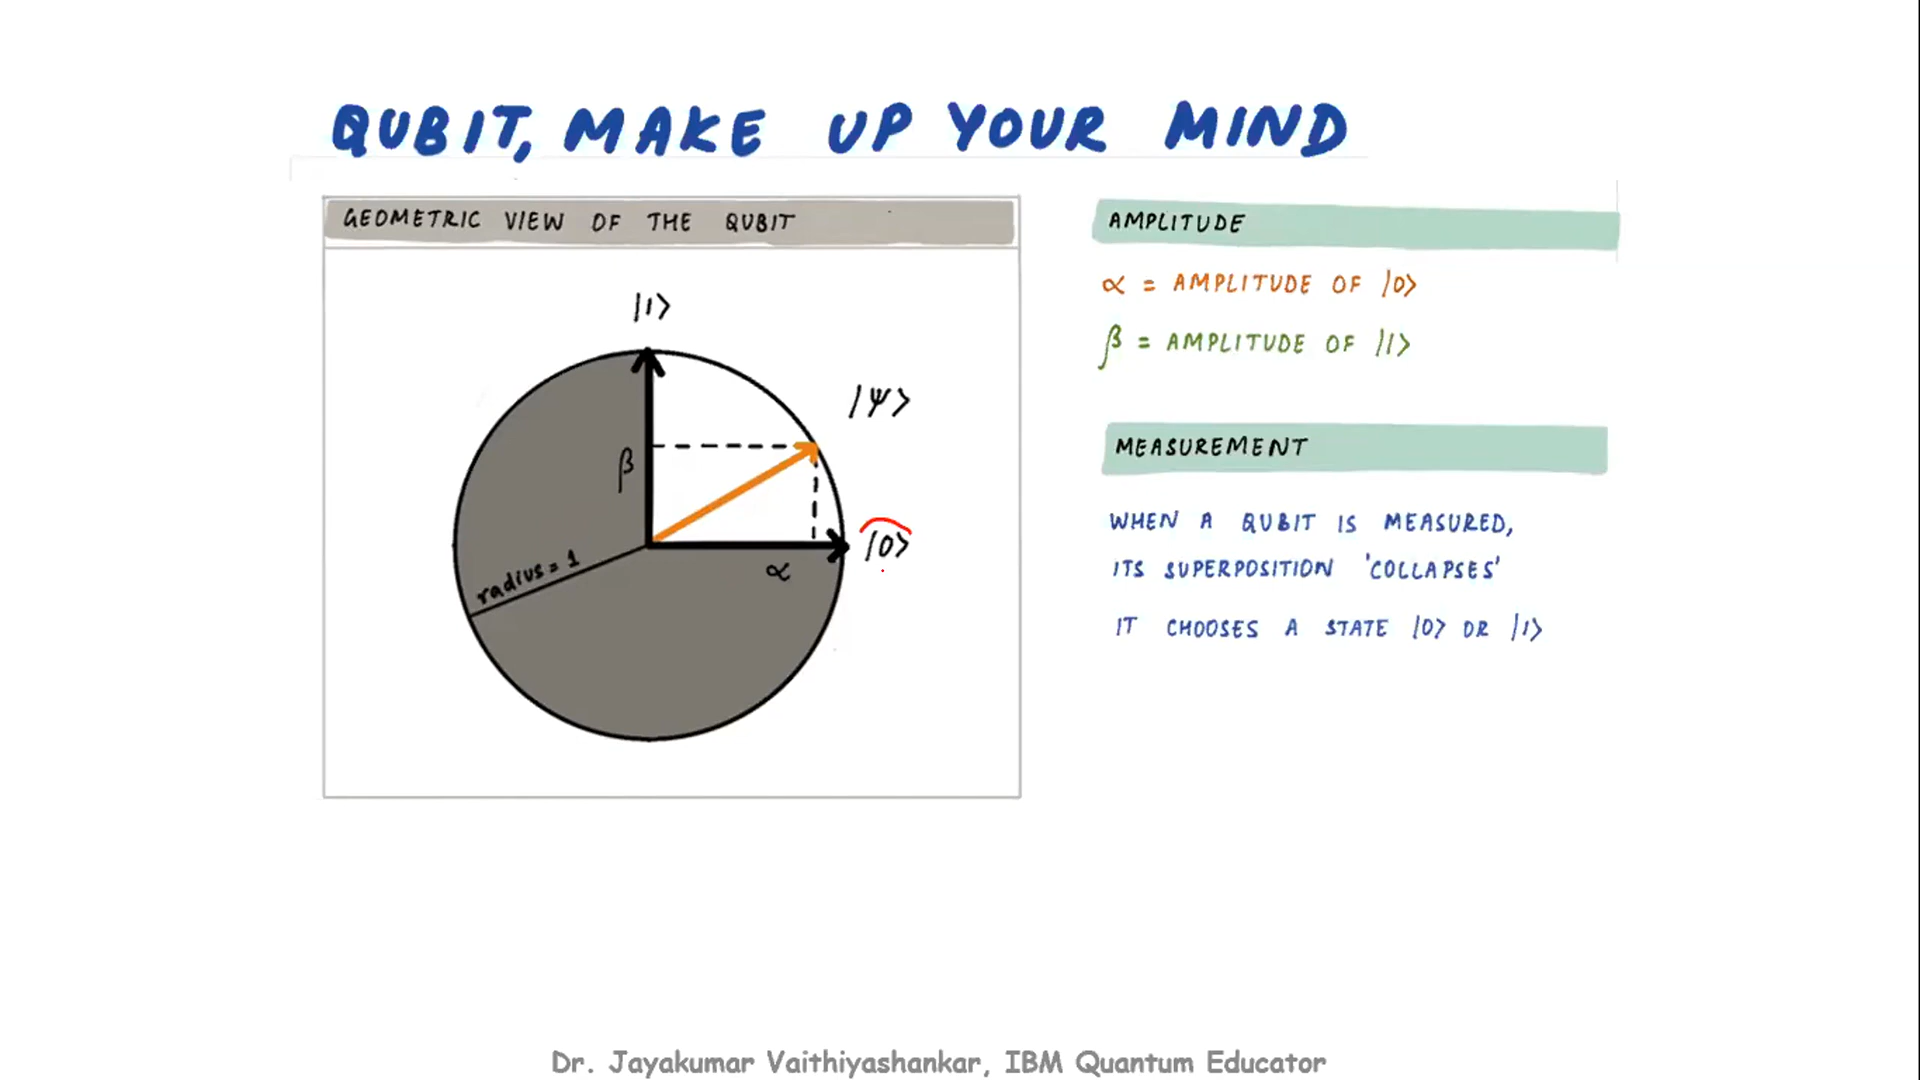 QUBIT, MAKE UP YOUR MIND
GEOMETRIC VIEW OF THE QUBIT
|1>
|ψ>
β
|0>
α
radius = 1
AMPLITUDE
α = AMPLITUDE OF |0>
β = AMPLITUDE OF |1>
MEASUREMENT
WHEN A QUBIT IS MEASURED,
ITS SUPERPOSITION 'COLLAPSES'
IT CHOOSES A STATE |0> OR |1>
Dr. Jayakumar Vaithiyashankar, IBM Quantum Educator